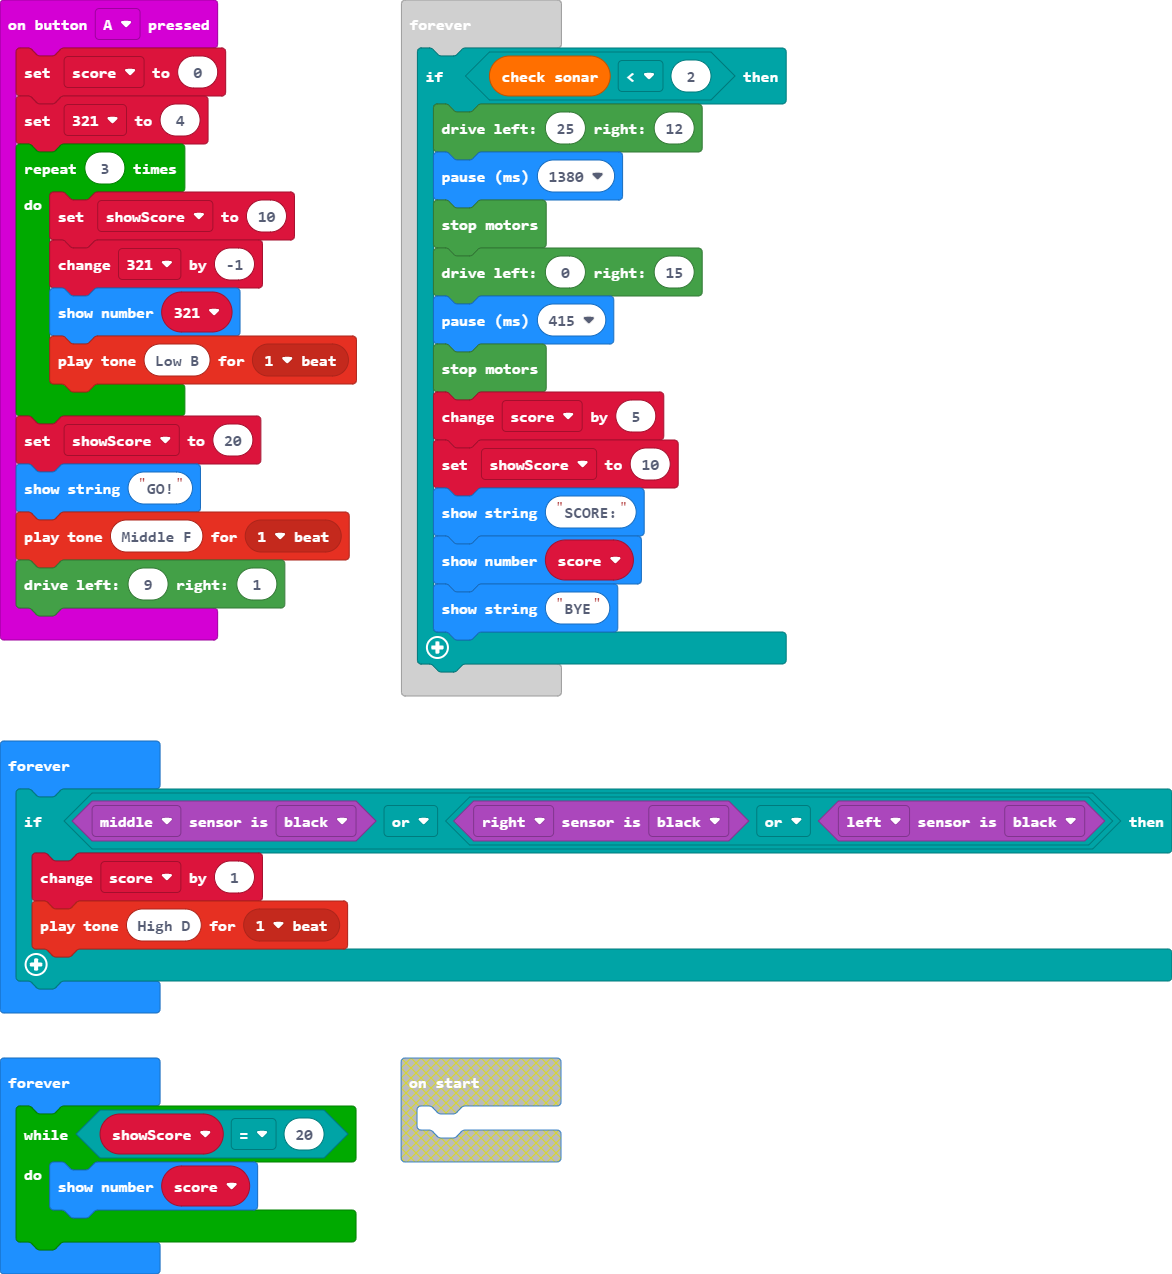 on button A pressed
set score to 0
set 321 to 4
repeat 3 times
do
set showScore to 10
change 321 by -1
show number 321
play tone Low B for 1 beat
set showScore to 20
show string "GO!"
play tone Middle F for 1 beat
drive left: 9 right: 1
forever
if check sonar < 2 then
drive left: 25 right: 12
pause (ms) 1380
stop motors
drive left: 0 right: 15
pause (ms) 415
stop motors
change score by 5
set showScore to 10
show string "SCORE:"
show number score
show string "BYE"
forever
if middle sensor is black or right sensor is black or left sensor is black then
change score by 1
play tone High D for 1 beat
forever
while showScore = 20
do
show number score
on start